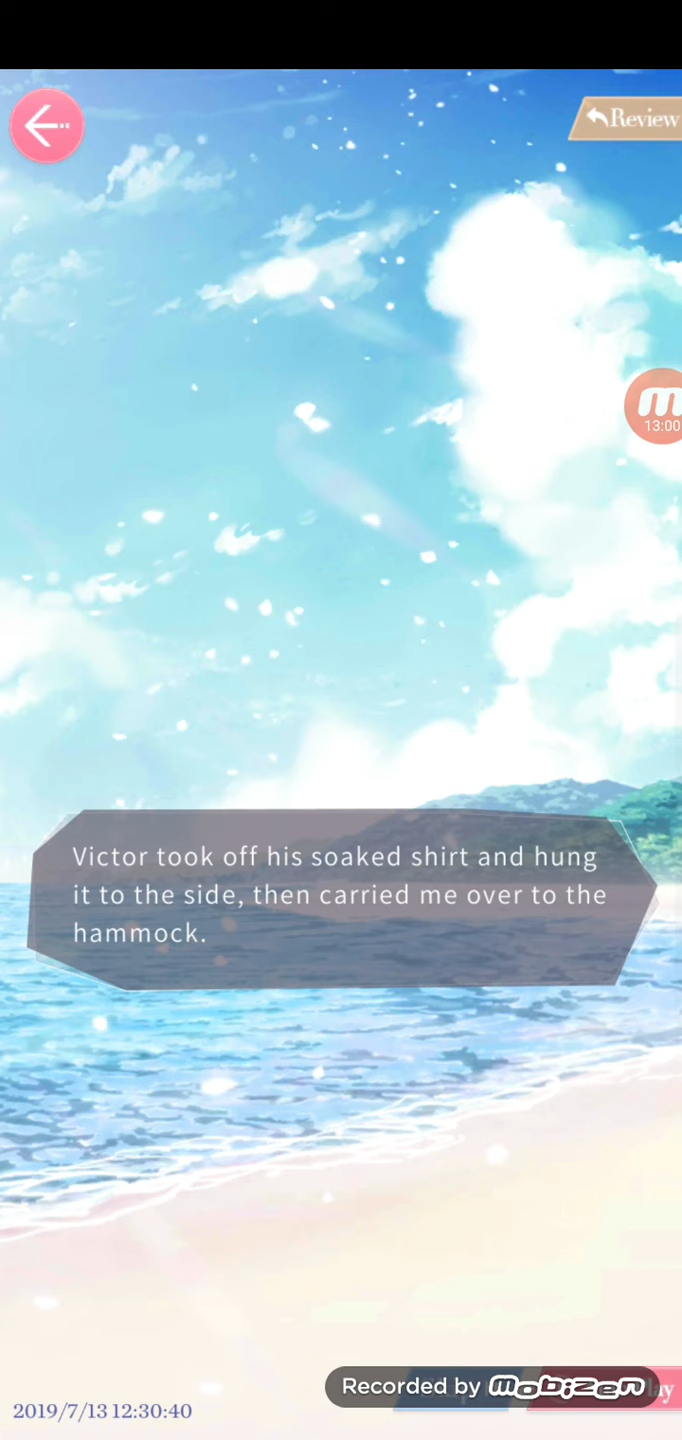 Review
13:00
Victor took off his soaked shirt and hung
it to the side, then carried me over to the
hammock.
Recorded by mobizen
2019/7/13 12:30:40